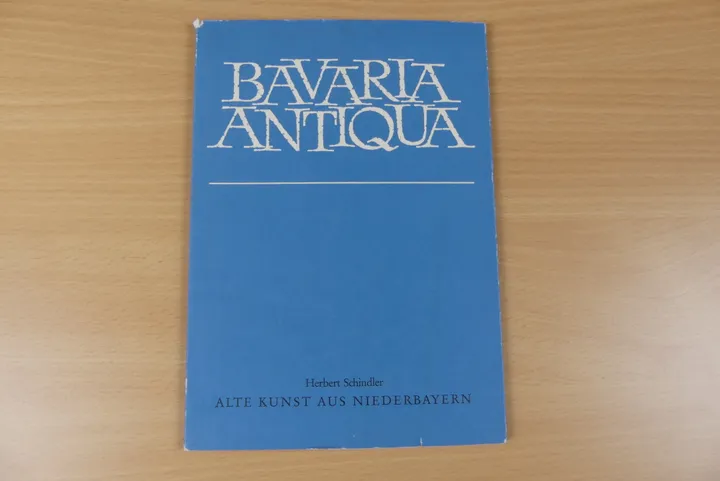 BAVARIA
ANTIQUA
Herbert Schindler
ALTE KUNST AUS NIEDERBAYERN